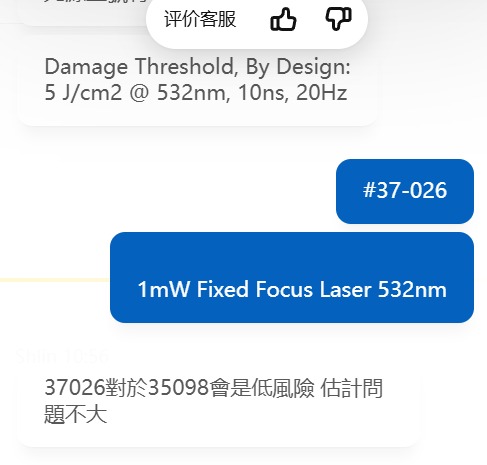 评价客服
Damage Threshold, By Design:
5 J/cm2 @ 532nm, 10ns, 20Hz
#37-026
1mW Fixed Focus Laser 532nm
37026對於35098會是低風險 估計問
題不大